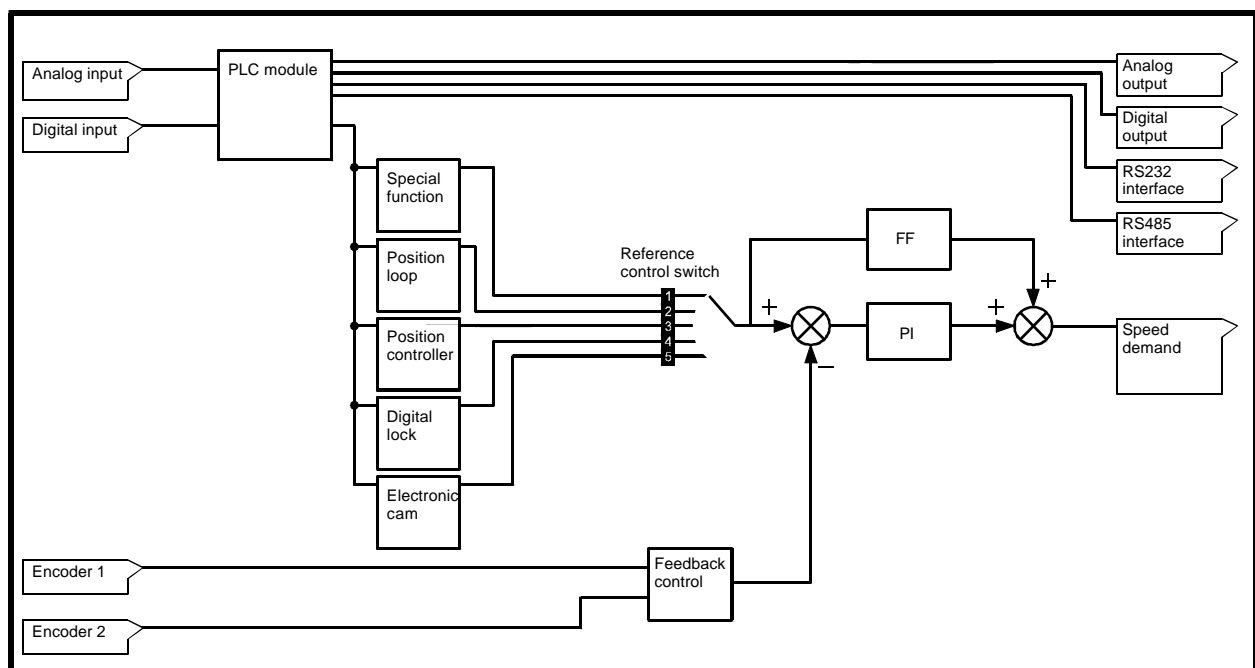 Analog input
PLC module
Analog
output
Digital input
Digital
output
RS232
interface
RS485
interface
Special
function
Position
loop
Position
controller
Digital
lock
Electronic
cam
Reference
control switch
1
2
3
4
5
FF
+
+
+
PI
−
Speed
demand
Encoder 1
Feedback
control
Encoder 2